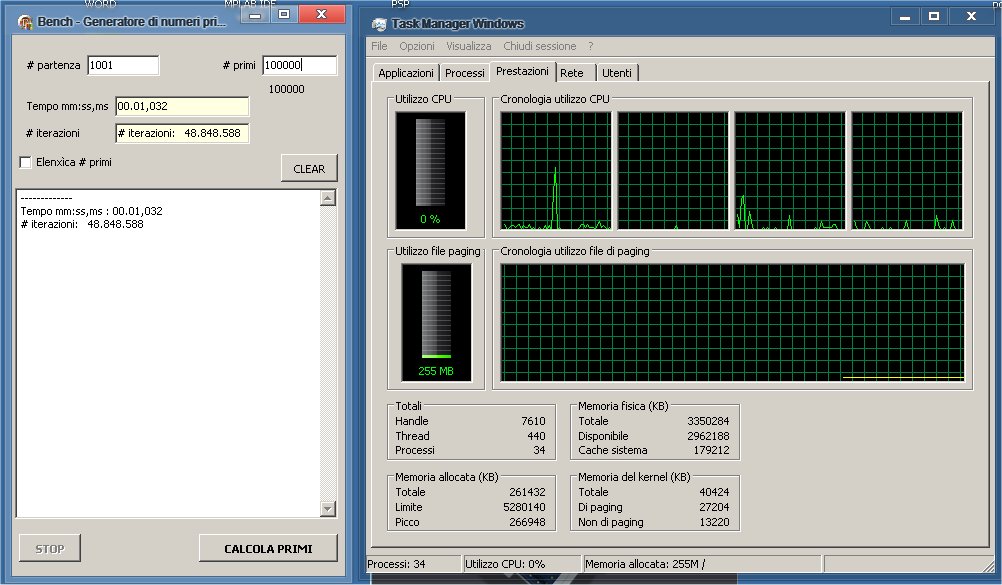 WORD MPLAB IDE PSP
Bench - Generatore di numeri pri...
# partenza 1001 # primi 100000
100000
Tempo mm:ss,ms 00.01,032
# iterazioni # iterazioni: 48.848.588
Elenxica # primi
CLEAR
-------------
Tempo mm:ss,ms : 00.01,032
# iterazioni: 48.848.588
STOP CALCOLA PRIMI
Task Manager Windows
File Opzioni Visualizza Chiudi sessione ?
Applicazioni Processi Prestazioni Rete Utenti
Utilizzo CPU Cronologia utilizzo CPU
0 %
Utilizzo file paging Cronologia utilizzo file di paging
255 MB
Totali
Handle 7610
Thread 440
Processi 34
Memoria fisica (KB)
Totale 3350284
Disponibile 2962188
Cache sistema 179212
Memoria allocata (KB)
Totale 261432
Limite 5280140
Picco 266948
Memoria del kernel (KB)
Totale 40424
Di paging 27204
Non di paging 13220
Processi: 34 Utilizzo CPU: 0% Memoria allocata: 255M /